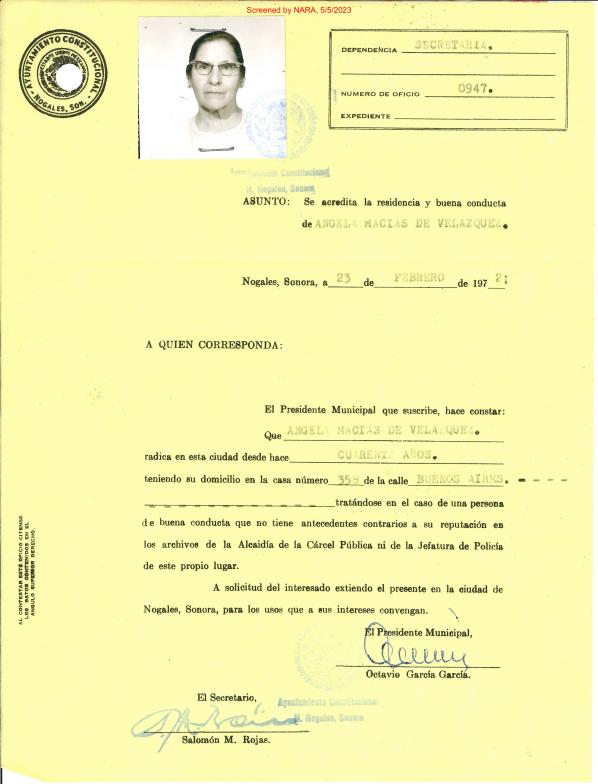 Screened by NARA, 5/5/2023
AYUNTAMIENTO CONSTITUCIONAL
ESTADOS UNIDOS MEXICANOS
NOGALES, SON.
DEPENDENCIA SECRETARIA.
NUMERO DE OFICIO 0947.
EXPEDIENTE
Ayuntamiento Constitucional
M. Nogales, Sonora
ASUNTO: Se acredita la residencia y buena conducta
de ANGELA MACIAS DE VELAZQUEZ.
Nogales, Sonora, a 23 de FEBRERO de 1972;
A QUIEN CORRESPONDA:
El Presidente Municipal que suscribe, hace constar:
Que ANGELA MACIAS DE VELAZQUEZ.
radica en esta ciudad desde hace CUARENTA AÑOS.
teniendo su domicilio en la casa número 358 de la calle BUENOS AIRES. - - - -
tratándose en el caso de una persona
de buena conducta que no tiene antecedentes contrarios a su reputación en
los archivos de la Alcaidía de la Cárcel Pública ni de la Jefatura de Policía
de este propio lugar.
A solicitud del interesado extiendo el presente en la ciudad de
Nogales, Sonora, para los usos que a sus intereses convengan.
El Presidente Municipal,
Octavio García García.
El Secretario,
Ayuntamiento Constitucional
M. Nogales, Sonora
Salomón M. Rojas.
AL CONTESTAR ESTE OFICIO CITENSE
LOS DATOS CONTENIDOS EN EL
ANGULO SUPERIOR DERECHO.